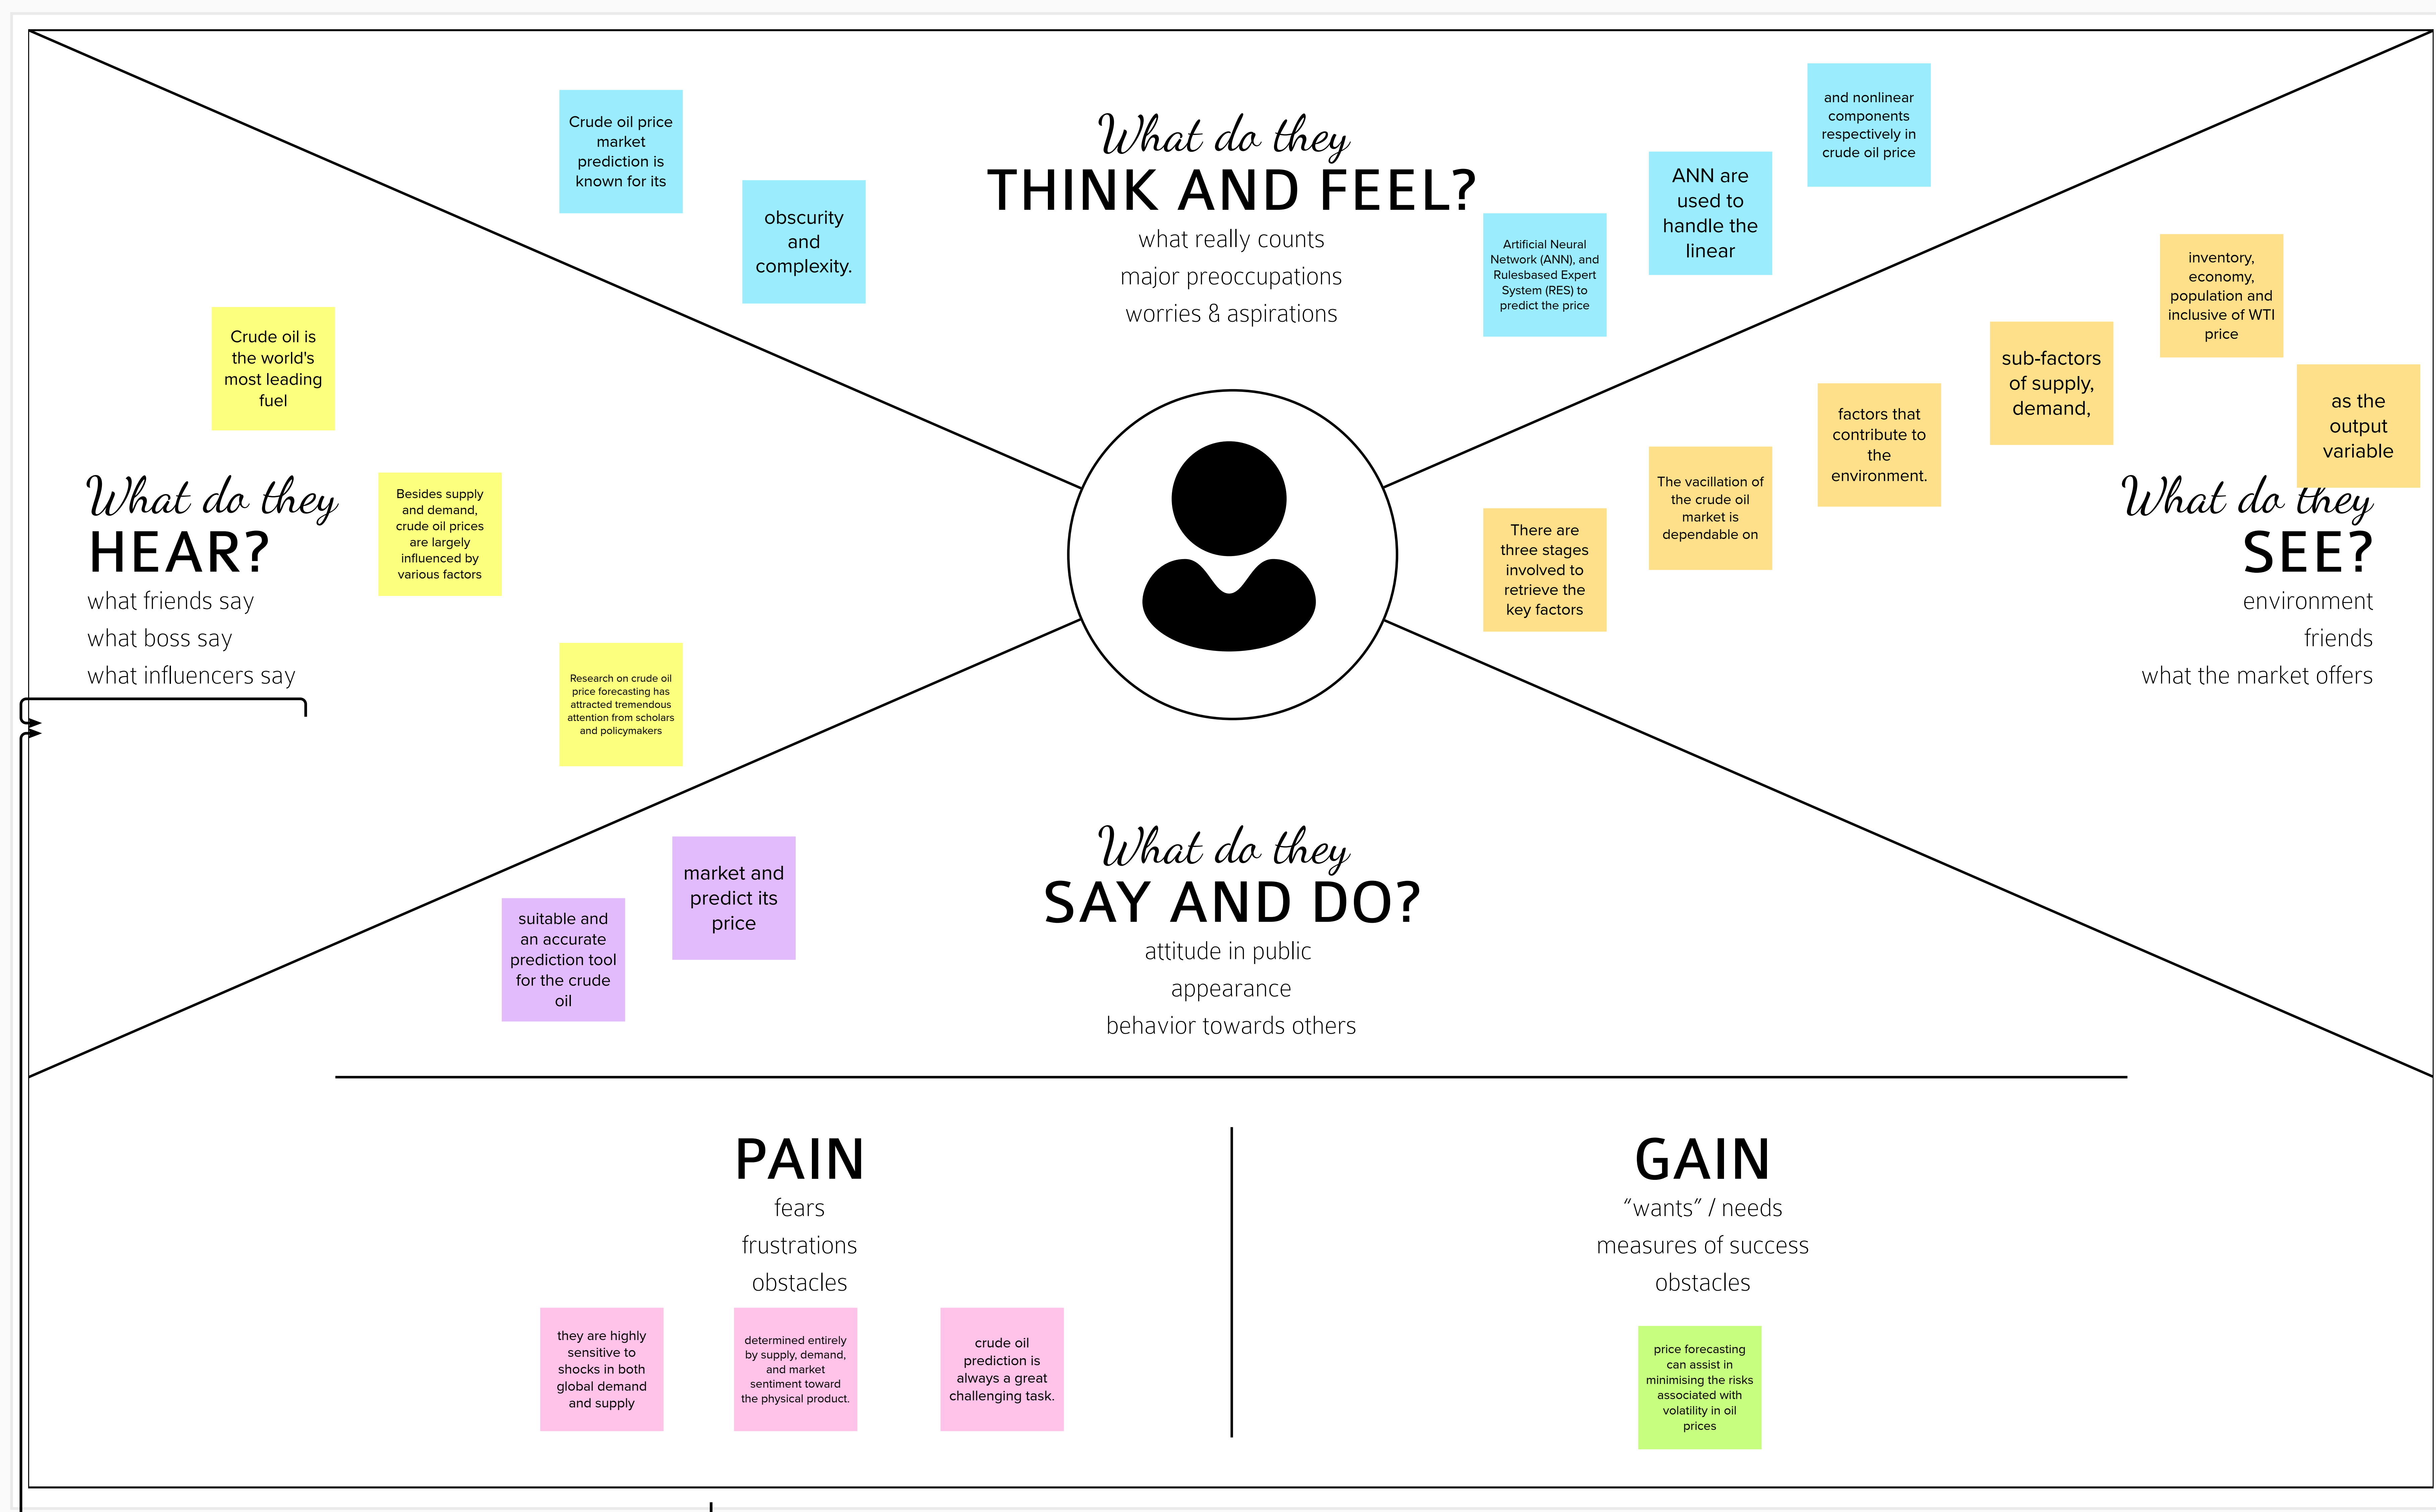 What do they
THINK AND FEEL?
what really counts
major preoccupations
worries & aspirations
Crude oil price
market
prediction is
known for its
obscurity
and
complexity.
Artificial Neural
Network (ANN), and
Rulesbased Expert
System (RES) to
predict the price
ANN are
used to
handle the
linear
and nonlinear
components
respectively in
crude oil price
What do they
HEAR?
what friends say
what boss say
what influencers say
Crude oil is
the world's
most leading
fuel
Besides supply
and demand,
crude oil prices
are largely
influenced by
various factors
Research on crude oil
price forecasting has
attracted tremendous
attention from scholars
and policymakers
What do they
SEE?
environment
friends
what the market offers
There are
three stages
involved to
retrieve the
key factors
The vacillation of
the crude oil
market is
dependable on
factors that
contribute to
the
environment.
sub-factors
of supply,
demand,
inventory,
economy,
population and
inclusive of WTI
price
as the
output
variable
What do they
SAY AND DO?
attitude in public
appearance
behavior towards others
suitable and
an accurate
prediction tool
for the crude
oil
market and
predict its
price
PAIN
fears
frustrations
obstacles
they are highly
sensitive to
shocks in both
global demand
and supply
determined entirely
by supply, demand,
and market
sentiment toward
the physical product.
crude oil
prediction is
always a great
challenging task.
GAIN
“wants” / needs
measures of success
obstacles
price forecasting
can assist in
minimising the risks
associated with
volatility in oil
prices